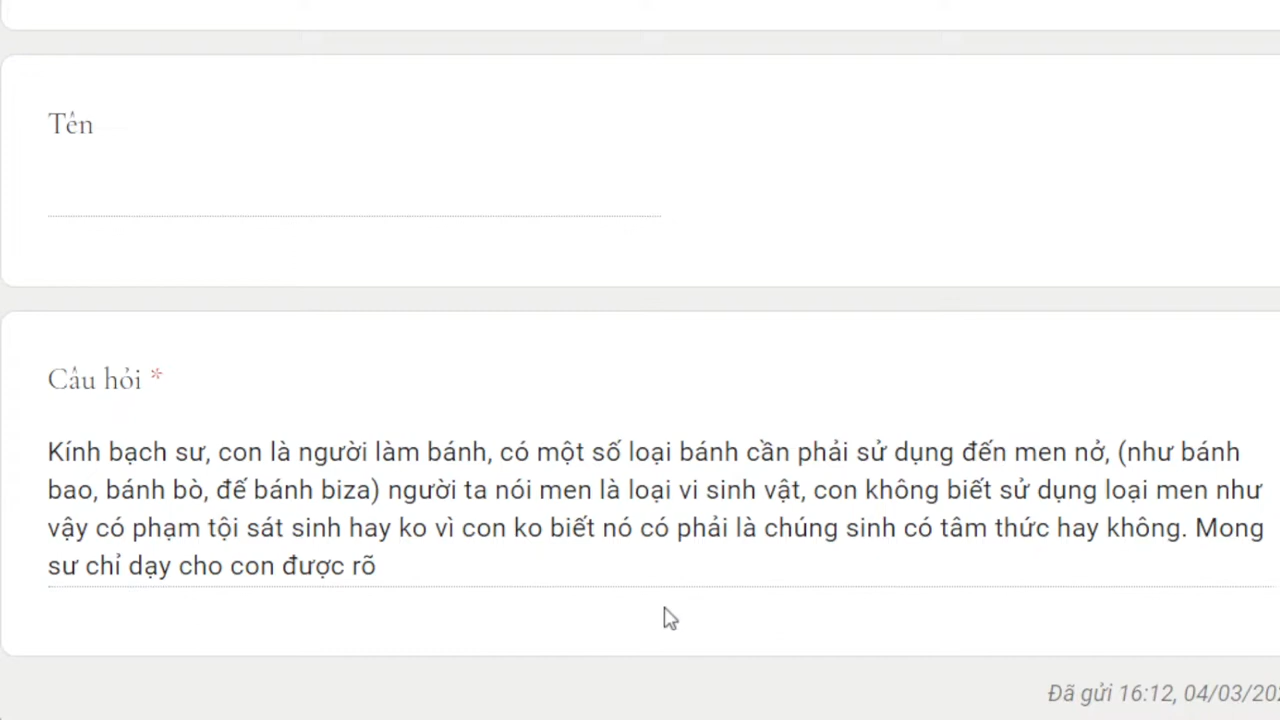 Tên
Câu hỏi *
Kính bạch sư, con là người làm bánh, có một số loại bánh cần phải sử dụng đến men nở, (như bánh
bao, bánh bò, đế bánh biza) người ta nói men là loại vi sinh vật, con không biết sử dụng loại men như
vậy có phạm tội sát sinh hay ko vì con ko biết nó có phải là chúng sinh có tâm thức hay không. Mong
sư chỉ dạy cho con được rõ
Đã gửi 16:12, 04/03/202